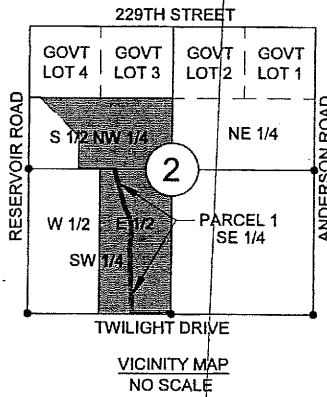 229TH STREET
GOVT LOT 4
GOVT LOT 3
GOVT LOT 2
GOVT LOT 1
RESERVOIR ROAD
ANDERSON ROAD
S 1/2 NW 1/4
NE 1/4
2
W 1/2
E 1/2
SW 1/4
PARCEL 1
SE 1/4
TWILIGHT DRIVE
VICINITY MAP
NO SCALE